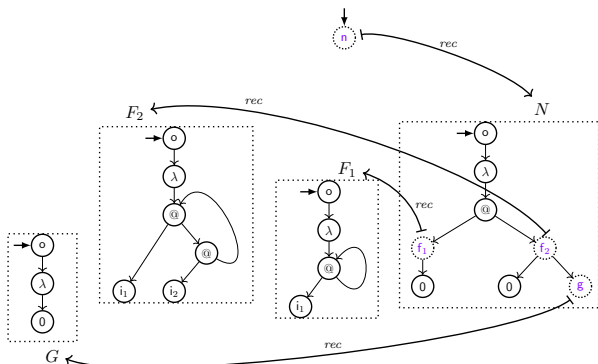 n
rec
N
F₂
rec
o
λ
@
@
i₁
i₂
F₁
rec
o
λ
@
i₁
o
λ
@
f₁
f₂
0
0
g
o
λ
0
G
rec